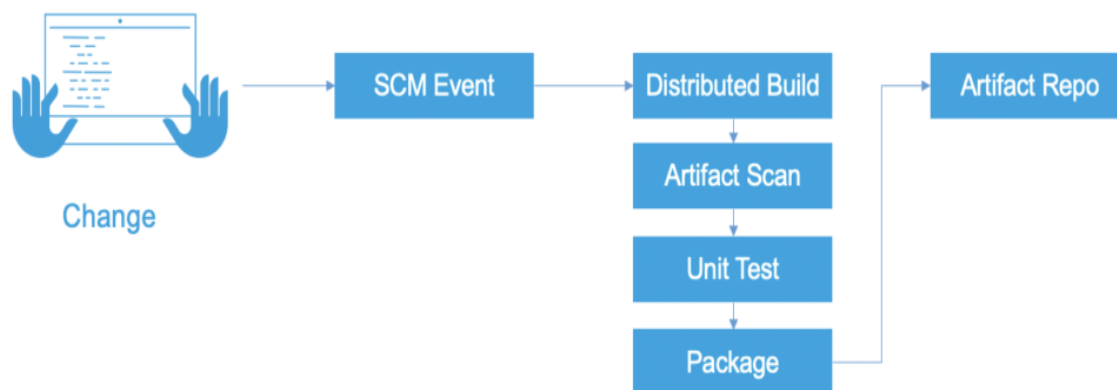 Change
SCM Event
Distributed Build
Artifact Scan
Unit Test
Package
Artifact Repo